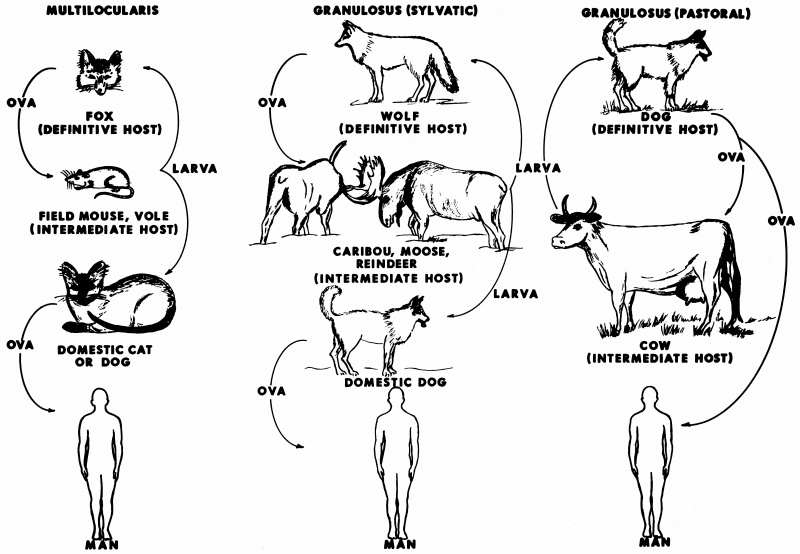 MULTILOCULARIS
OVA
FOX
(DEFINITIVE HOST)
LARVA
FIELD MOUSE, VOLE
(INTERMEDIATE HOST)
OVA
DOMESTIC CAT
OR DOG
MAN
GRANULOSUS (SYLVATIC)
OVA
WOLF
(DEFINITIVE HOST)
LARVA
CARIBOU, MOOSE,
REINDEER
(INTERMEDIATE HOST)
LARVA
DOMESTIC DOG
OVA
MAN
GRANULOSUS (PASTORAL)
DOG
(DEFINITIVE HOST)
OVA
OVA
COW
(INTERMEDIATE HOST)
MAN